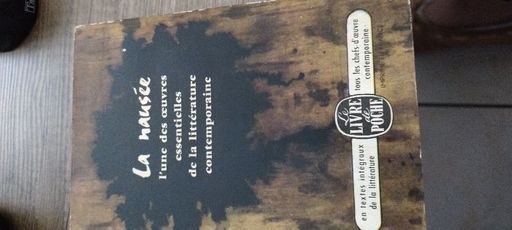 La nausée
l'une des œuvres
essentielles
de la littérature
contemporaine
Le
LIVRE
de
POCHE
en textes intégraux
de la littérature
tous les chefs-d'œuvre
contemporaine